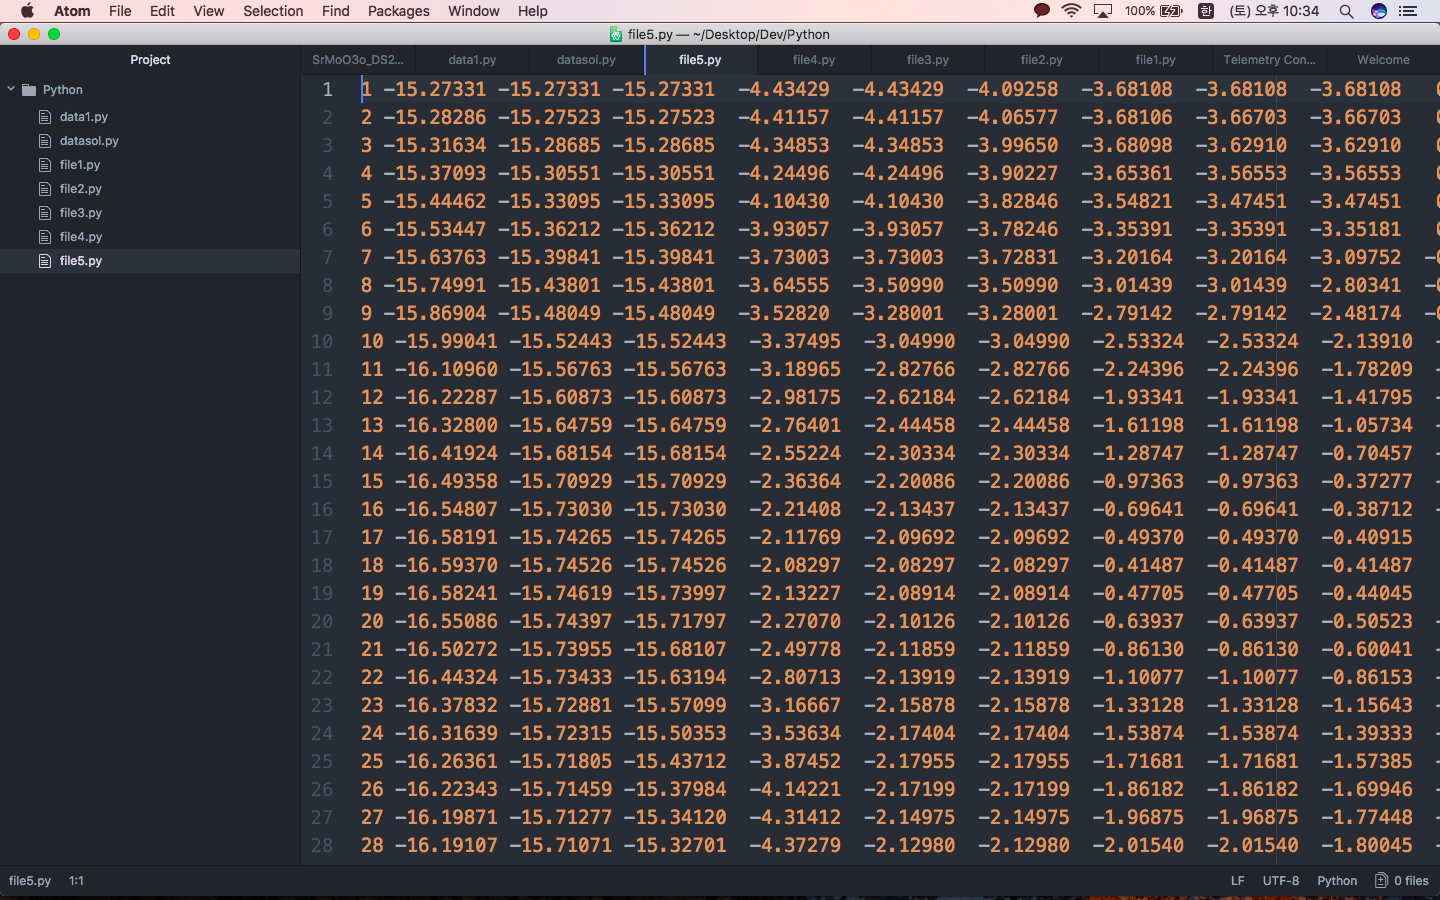 Atom File Edit View Selection Find Packages Window Help 100% 한 (토) 오후 10:34
file5.py — ~/Desktop/Dev/Python
Project
SrMoO3o_DS2... data1.py datasol.py file5.py file4.py file3.py file2.py file1.py Telemetry Con... Welcome
Python
data1.py
datasol.py
file1.py
file2.py
file3.py
file4.py
file5.py
1 1 -15.27331 -15.27331 -15.27331 -4.43429 -4.43429 -4.09258 -3.68108 -3.68108 -3.68108
2 2 -15.28286 -15.27523 -15.27523 -4.41157 -4.41157 -4.06577 -3.68106 -3.66703 -3.66703
3 3 -15.31634 -15.28685 -15.28685 -4.34853 -4.34853 -3.99650 -3.68098 -3.62910 -3.62910
4 4 -15.37093 -15.30551 -15.30551 -4.24496 -4.24496 -3.90227 -3.65361 -3.56553 -3.56553
5 5 -15.44462 -15.33095 -15.33095 -4.10430 -4.10430 -3.82846 -3.54821 -3.47451 -3.47451
6 6 -15.53447 -15.36212 -15.36212 -3.93057 -3.93057 -3.78246 -3.35391 -3.35391 -3.35181
7 7 -15.63763 -15.39841 -15.39841 -3.73003 -3.73003 -3.72831 -3.20164 -3.20164 -3.09752
8 8 -15.74991 -15.43801 -15.43801 -3.64555 -3.50990 -3.50990 -3.01439 -3.01439 -2.80341
9 9 -15.86904 -15.48049 -15.48049 -3.52820 -3.28001 -3.28001 -2.79142 -2.79142 -2.48174
10 10 -15.99041 -15.52443 -15.52443 -3.37495 -3.04990 -3.04990 -2.53324 -2.53324 -2.13910
11 11 -16.10960 -15.56763 -15.56763 -3.18965 -2.82766 -2.82766 -2.24396 -2.24396 -1.78209
12 12 -16.22287 -15.60873 -15.60873 -2.98175 -2.62184 -2.62184 -1.93341 -1.93341 -1.41795
13 13 -16.32800 -15.64759 -15.64759 -2.76401 -2.44458 -2.44458 -1.61198 -1.61198 -1.05734
14 14 -16.41924 -15.68154 -15.68154 -2.55224 -2.30334 -2.30334 -1.28747 -1.28747 -0.70457
15 15 -16.49358 -15.70929 -15.70929 -2.36364 -2.20086 -2.20086 -0.97363 -0.97363 -0.37277
16 16 -16.54807 -15.73030 -15.73030 -2.21408 -2.13437 -2.13437 -0.69641 -0.69641 -0.38712
17 17 -16.58191 -15.74265 -15.74265 -2.11769 -2.09692 -2.09692 -0.49370 -0.49370 -0.40915
18 18 -16.59370 -15.74526 -15.74526 -2.08297 -2.08297 -2.08297 -0.41487 -0.41487 -0.41487
19 19 -16.58241 -15.74619 -15.73997 -2.13227 -2.08914 -2.08914 -0.47705 -0.47705 -0.44045
20 20 -16.55086 -15.74397 -15.71797 -2.27070 -2.10126 -2.10126 -0.63937 -0.63937 -0.50523
21 21 -16.50272 -15.73955 -15.68107 -2.49778 -2.11859 -2.11859 -0.86130 -0.86130 -0.60041
22 22 -16.44324 -15.73433 -15.63194 -2.80713 -2.13919 -2.13919 -1.10077 -1.10077 -0.86153
23 23 -16.37832 -15.72881 -15.57099 -3.16667 -2.15878 -2.15878 -1.33128 -1.33128 -1.15643
24 24 -16.31639 -15.72315 -15.50353 -3.53634 -2.17404 -2.17404 -1.53874 -1.53874 -1.39333
25 25 -16.26361 -15.71805 -15.43712 -3.87452 -2.17955 -2.17955 -1.71681 -1.71681 -1.57385
26 26 -16.22343 -15.71459 -15.37984 -4.14221 -2.17199 -2.17199 -1.86182 -1.86182 -1.69946
27 27 -16.19871 -15.71277 -15.34120 -4.31412 -2.14975 -2.14975 -1.96875 -1.96875 -1.77448
28 28 -16.19107 -15.71071 -15.32701 -4.37279 -2.12980 -2.12980 -2.01540 -2.01540 -1.80045
file5.py 1:1 LF UTF-8 Python 0 files